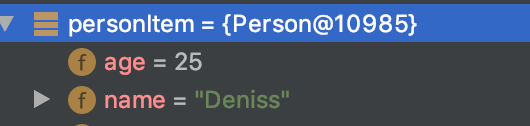 personItem = {Person@10985}
f age = 25
f name = "Deniss"